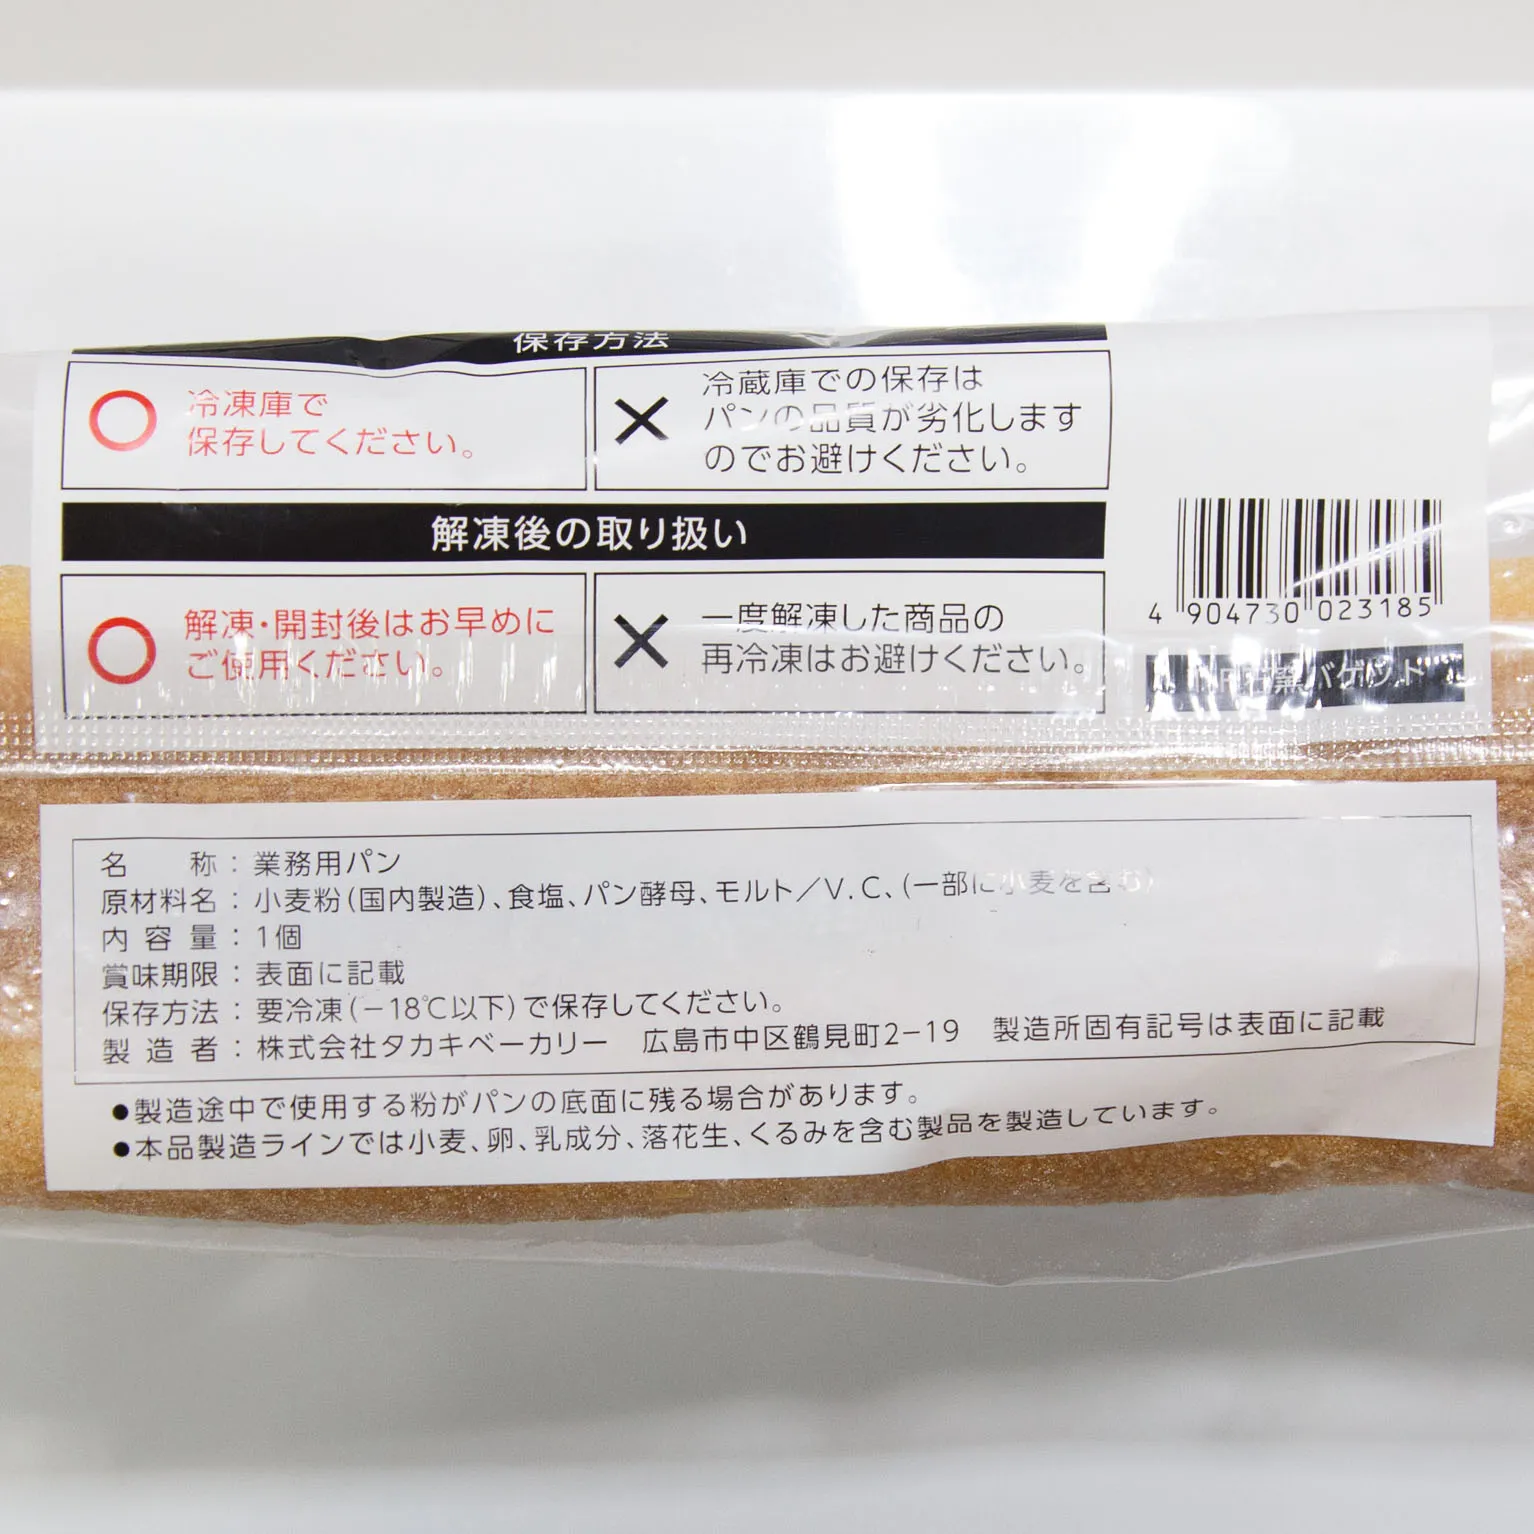 保存方法
冷凍庫で
保存してください。
冷蔵庫での保存は
パンの品質が劣化します
のでお避けください。
解凍後の取り扱い
解凍・開封後はお早めに
ご使用ください。
一度解凍した商品の
再冷凍はお避けください。
4 904730 023185
窯バゲット
名 称：業務用パン
原材料名：小麦粉(国内製造)、食塩、パン酵母、モルト／V.C、(一部に小麦を含む)
内容量：1個
賞味期限：表面に記載
保存方法：要冷凍(－18℃以下)で保存してください。
製造者：株式会社タカキベーカリー 広島市中区鶴見町2-19 製造所固有記号は表面に記載
●製造途中で使用する粉がパンの底面に残る場合があります。
●本品製造ラインでは小麦、卵、乳成分、落花生、くるみを含む製品を製造しています。